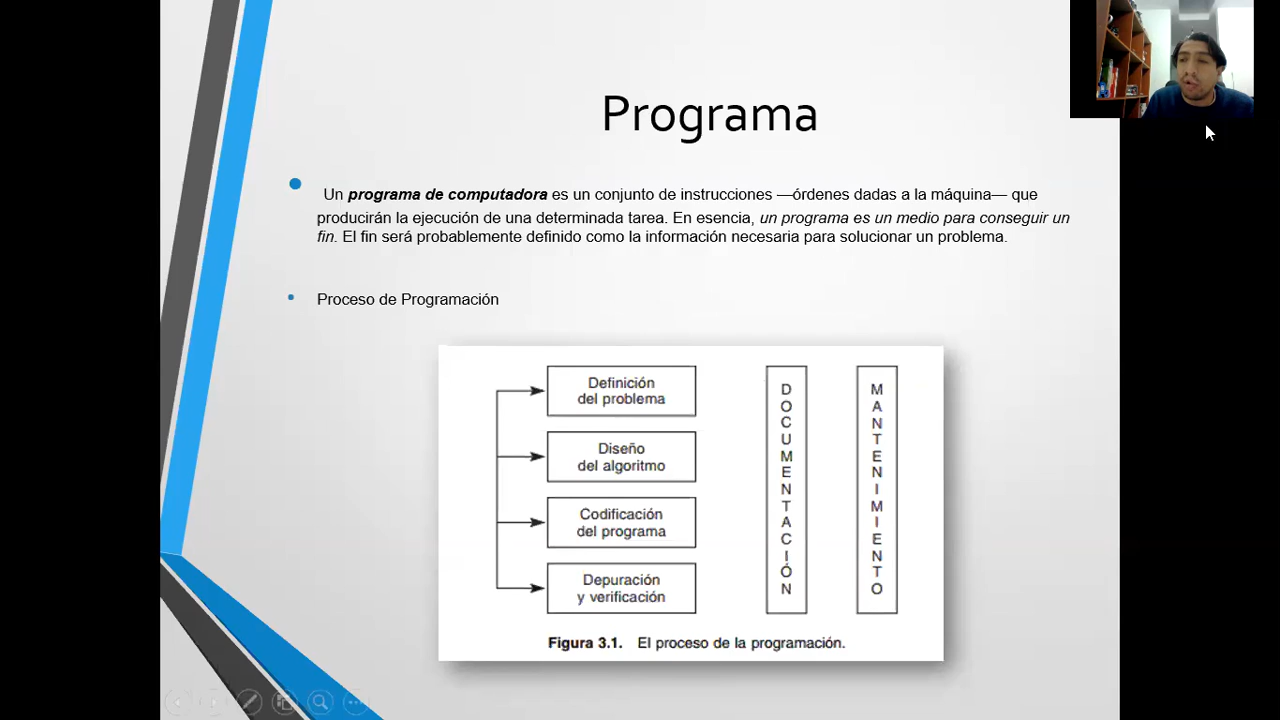 Programa
Un programa de computadora es un conjunto de instrucciones —órdenes dadas a la máquina— que
producirán la ejecución de una determinada tarea. En esencia, un programa es un medio para conseguir un
fin. El fin será probablemente definido como la información necesaria para solucionar un problema.
Proceso de Programación
Definición
del problema
Diseño
del algoritmo
Codificación
del programa
Depuración
y verificación
DOCUMENTACIÓN
MANTENIMIENTO
Figura 3.1. El proceso de la programación.